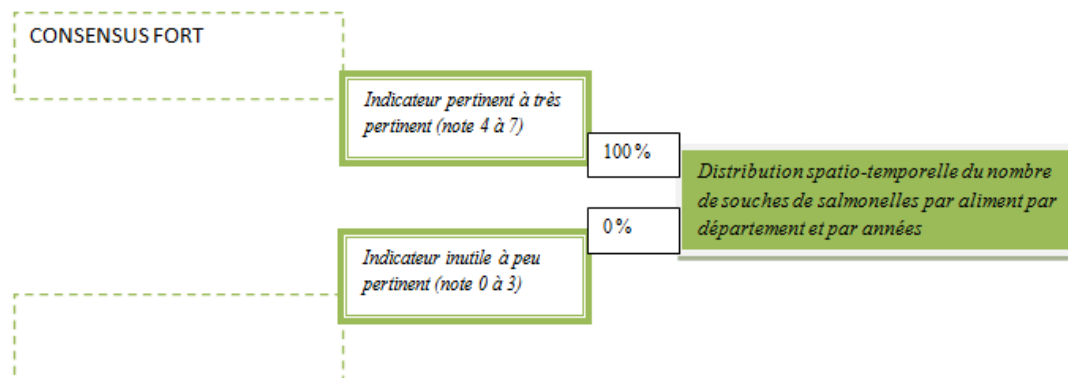 CONSENSUS FORT
Indicateur pertinent à très
pertinent (note 4 à 7)
100%
Distribution spatio-temporelle du nombre
de souches de salmonelles par aliment par
département et par années
0%
Indicateur inutile à peu
pertinent (note 0 à 3)